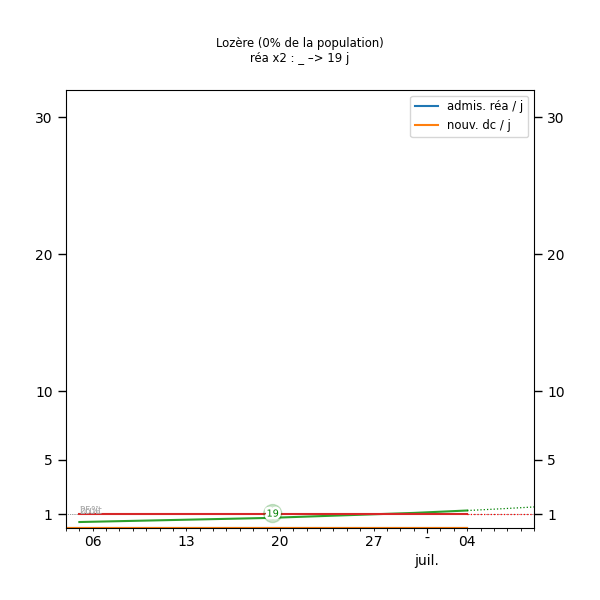 Lozère (0% de la population)
réa x2 : _ –> 19 j
admis. réa / j
nouv. dc / j
30 30
20 20
10 10
5 5
1 19 1
06 13 20 27 - 04
juil.